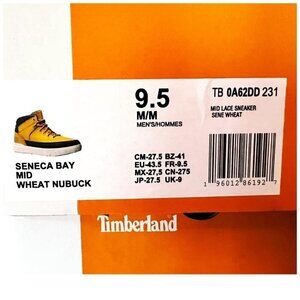 9.5
M/M
MEN'S/HOMMES
TB 0A62DD 231
MID LACE SNEAKER
SENE WHEAT
SENECA BAY
MID
WHEAT NUBUCK
CM-27.5 BZ-41
EU-43.5 FR-9.5
MX-27,5 CN-275
JP-27.5 UK-9
1 96012 86192 7
Timberland